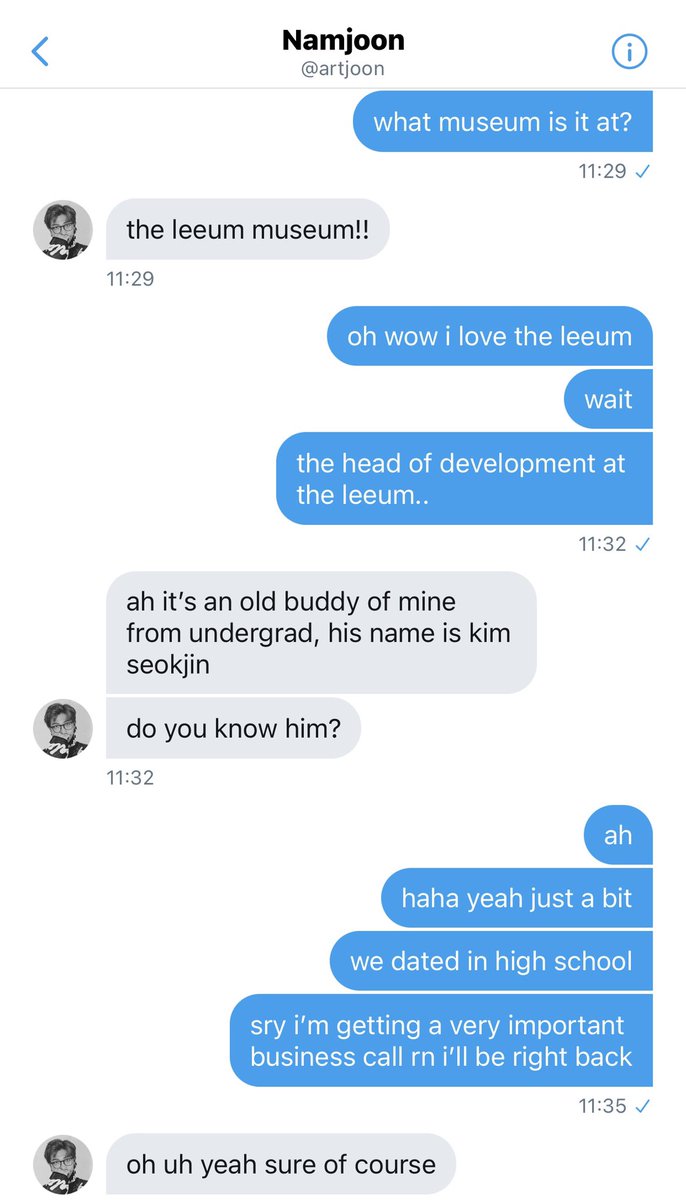 Namjoon
@artjoon
what museum is it at?
11:29 ✓
the leeum museum!!
11:29
oh wow i love the leeum
wait
the head of development at
the leeum..
11:32 ✓
ah it’s an old buddy of mine
from undergrad, his name is kim
seokjin
do you know him?
11:32
ah
haha yeah just a bit
we dated in high school
sry i’m getting a very important
business call rn i’ll be right back
11:35 ✓
oh uh yeah sure of course